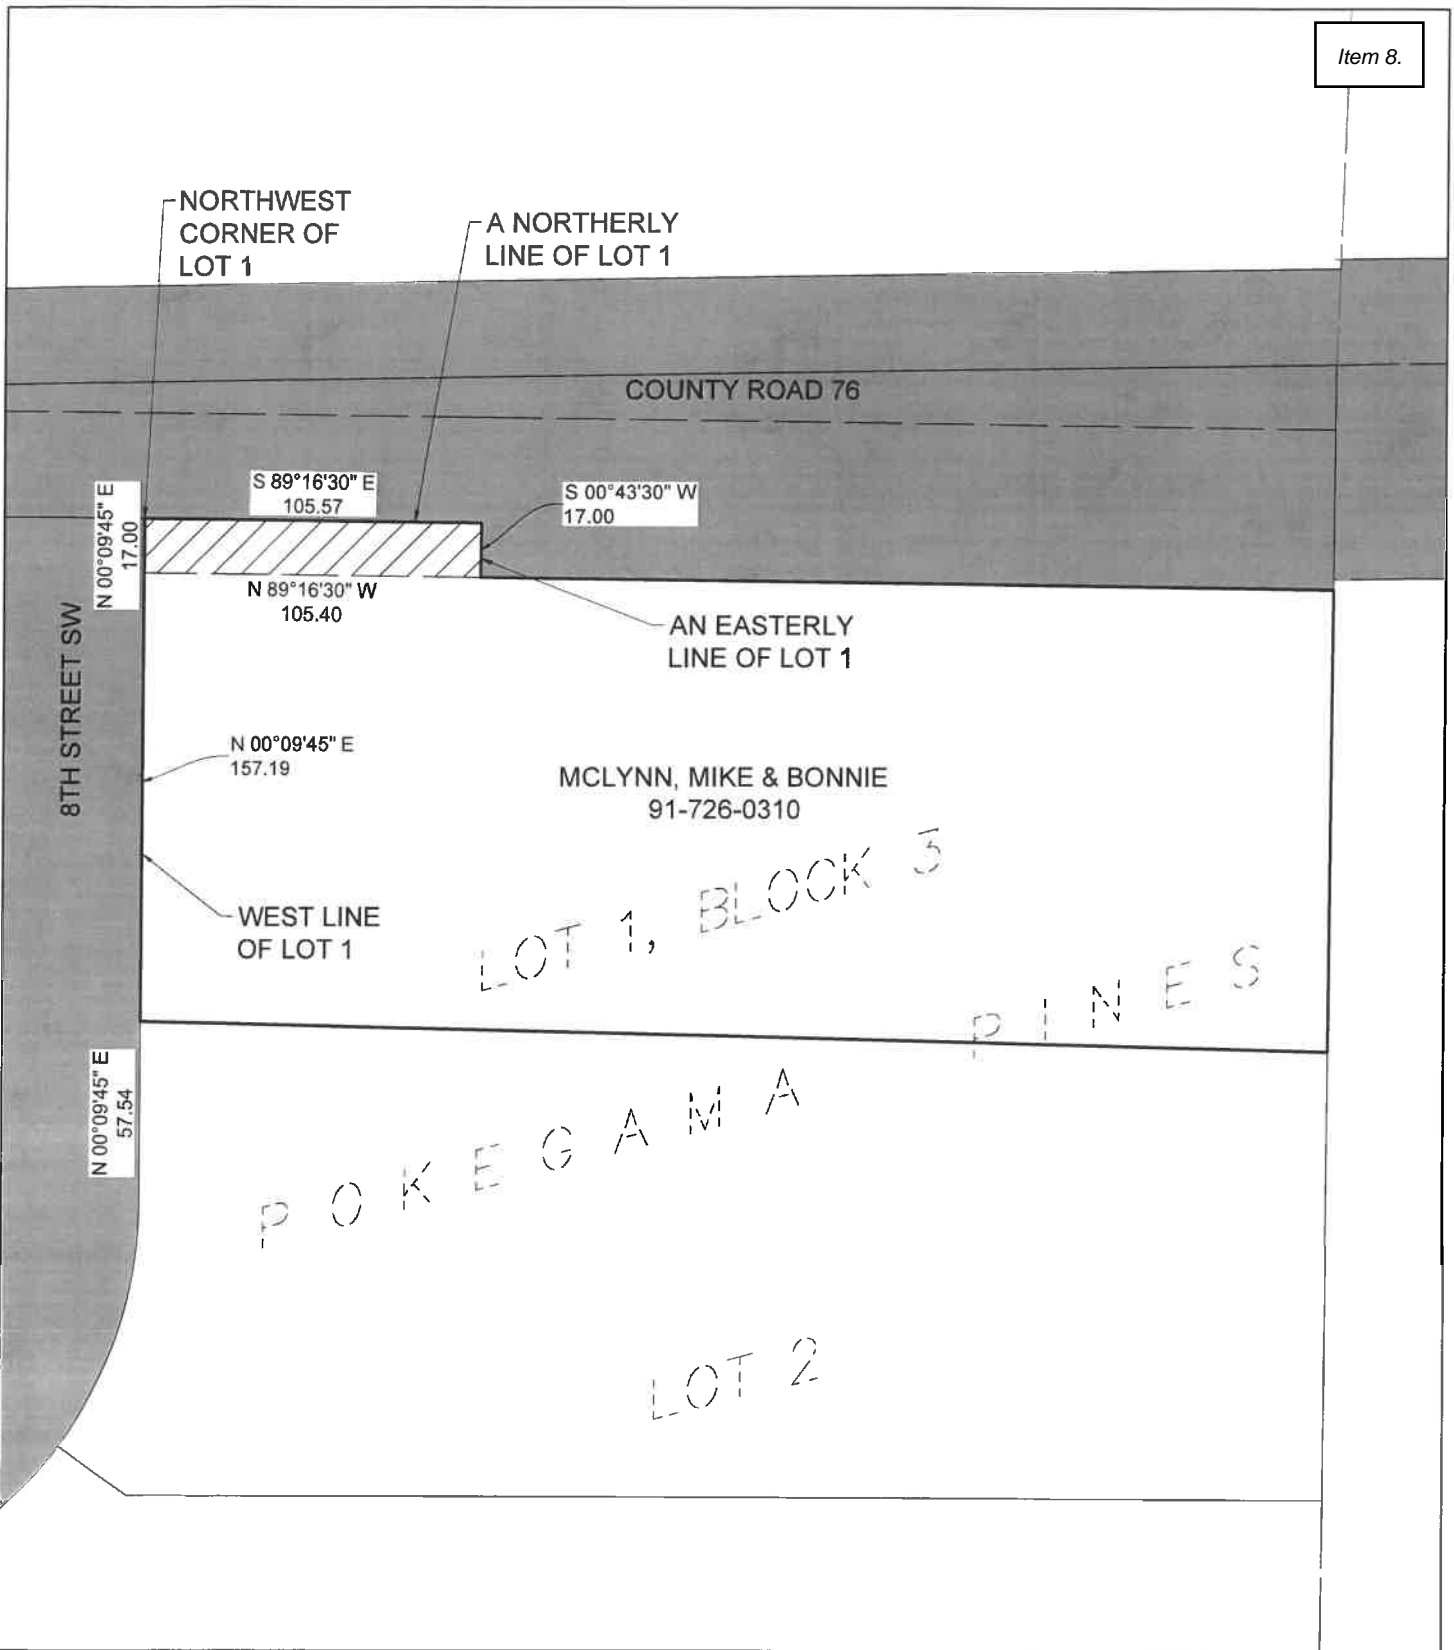 Item 8.
NORTHWEST
CORNER OF
LOT 1
A NORTHERLY
LINE OF LOT 1
COUNTY ROAD 76
S 89°16'30" E
105.57
S 00°43'30" W
17.00
N 00°09'45" E
17.00
N 89°16'30" W
105.40
AN EASTERLY
LINE OF LOT 1
8TH STREET SW
N 00°09'45" E
157.19
MCLYNN, MIKE & BONNIE
91-726-0310
WEST LINE
OF LOT 1
LOT 1, BLOCK 3
N 00°09'45" E
57.54
POKEGAMA PINES
LOT 2